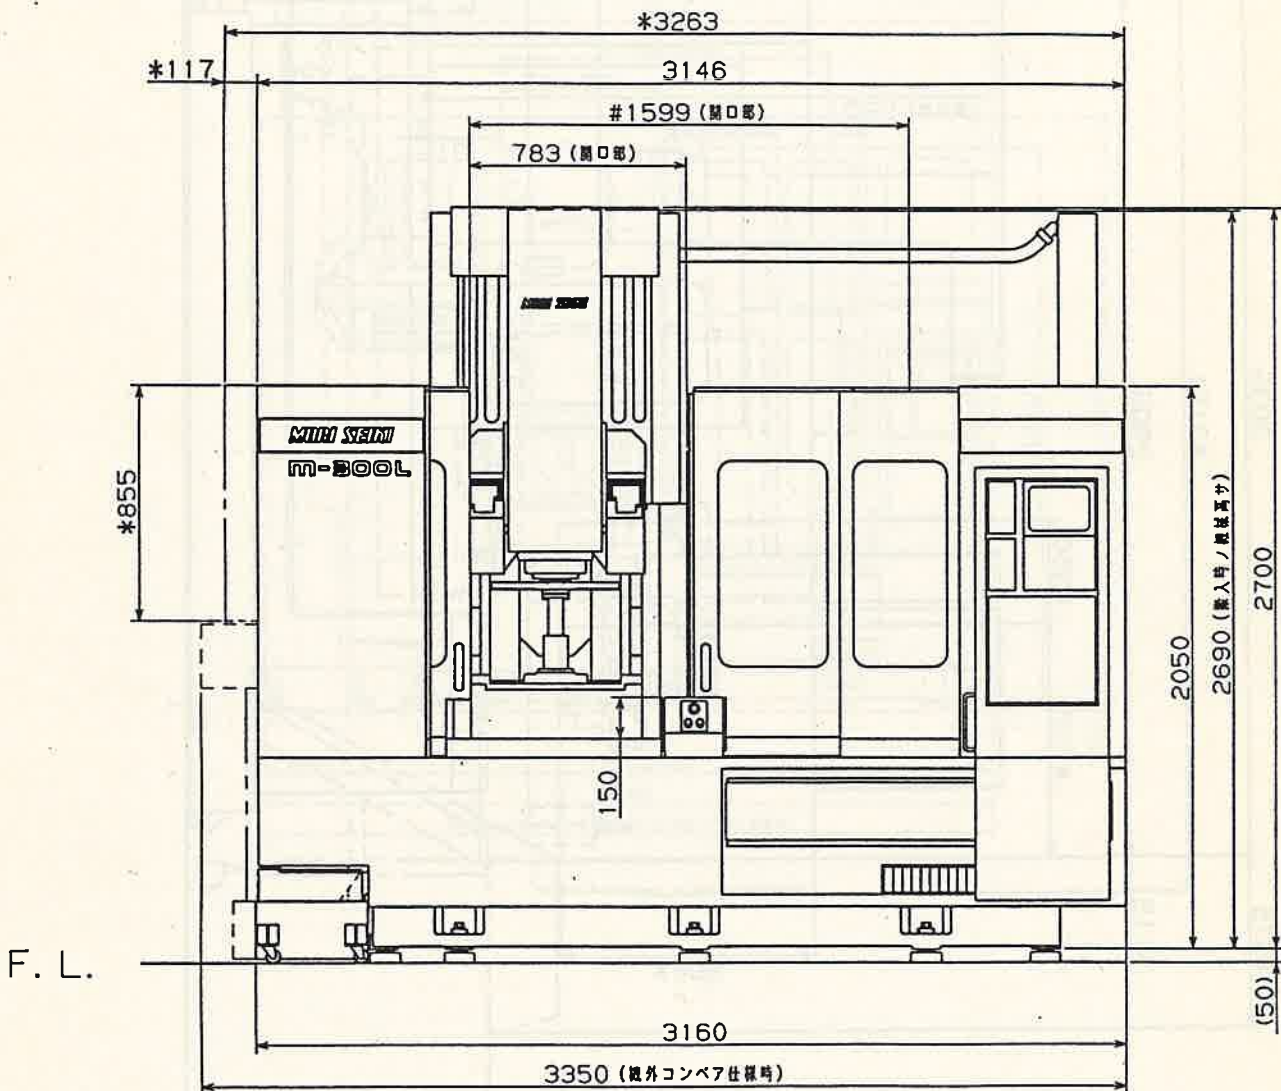 *3263
*117
3146
#1599 (開口部)
783 (開口部)
MORI SEIKI
MORI SEIKI
m-300L
*855
150
2050
2690 (搬入時ノ機械高サ)
2700
F. L.
(50)
3160
3350 (機外コンベア仕様時)